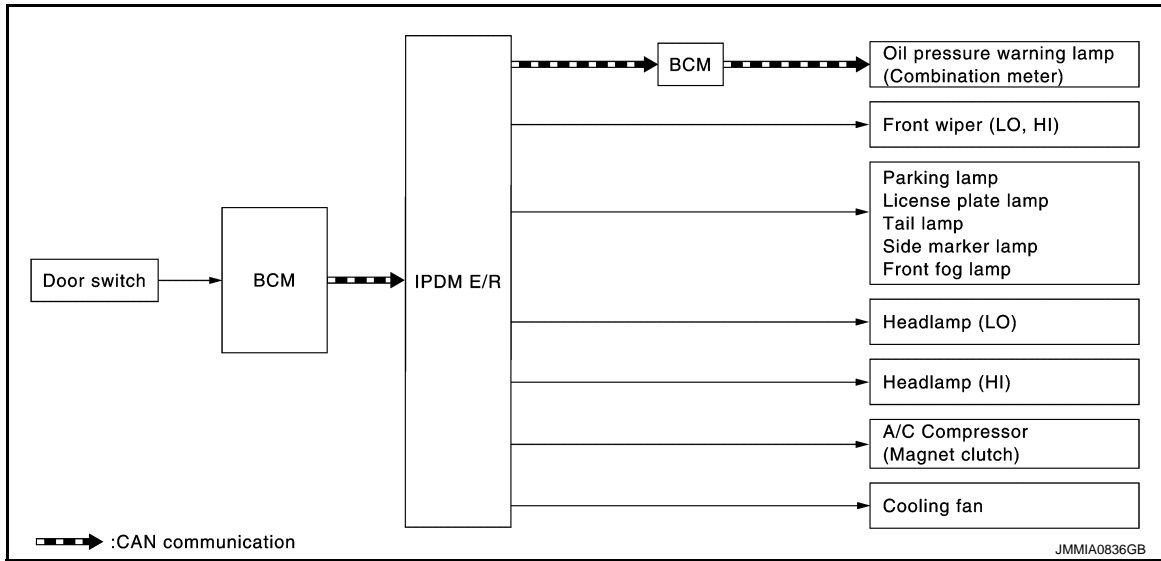 Door switch
BCM
IPDM E/R
BCM
Oil pressure warning lamp
(Combination meter)
Front wiper (LO, HI)
Parking lamp
License plate lamp
Tail lamp
Side marker lamp
Front fog lamp
Headlamp (LO)
Headlamp (HI)
A/C Compressor
(Magnet clutch)
Cooling fan
:CAN communication
JMMIA0836GB